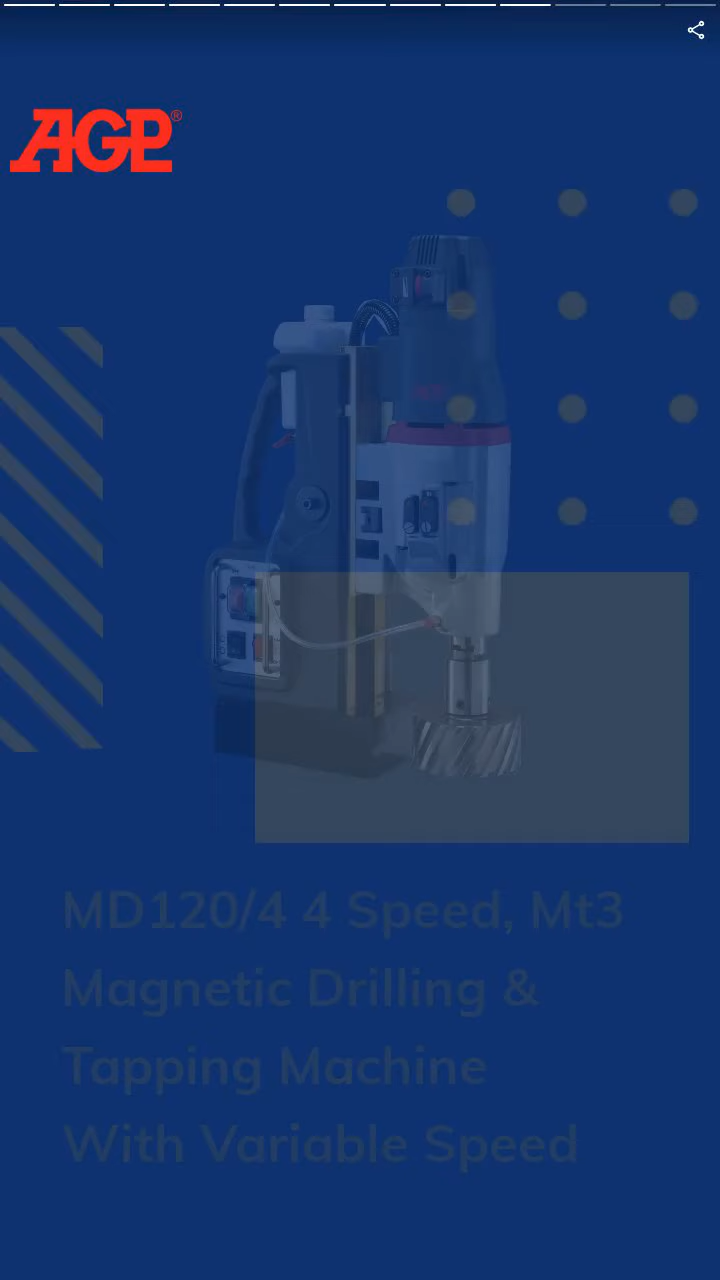 AGP®
MD120/4 4 Speed, Mt3
Magnetic Drilling &
Tapping Machine
With Variable Speed